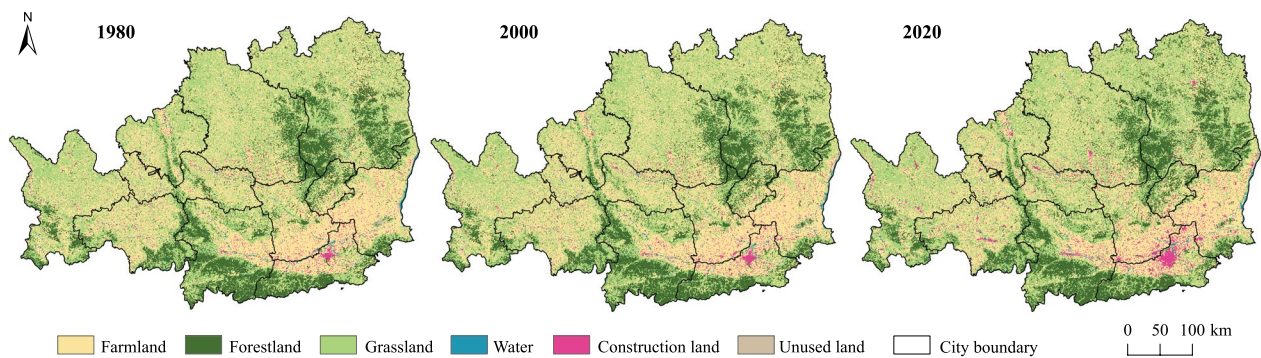 N
1980
2000
2020
Farmland
Forestland
Grassland
Water
Construction land
Unused land
City boundary
0 50 100 km